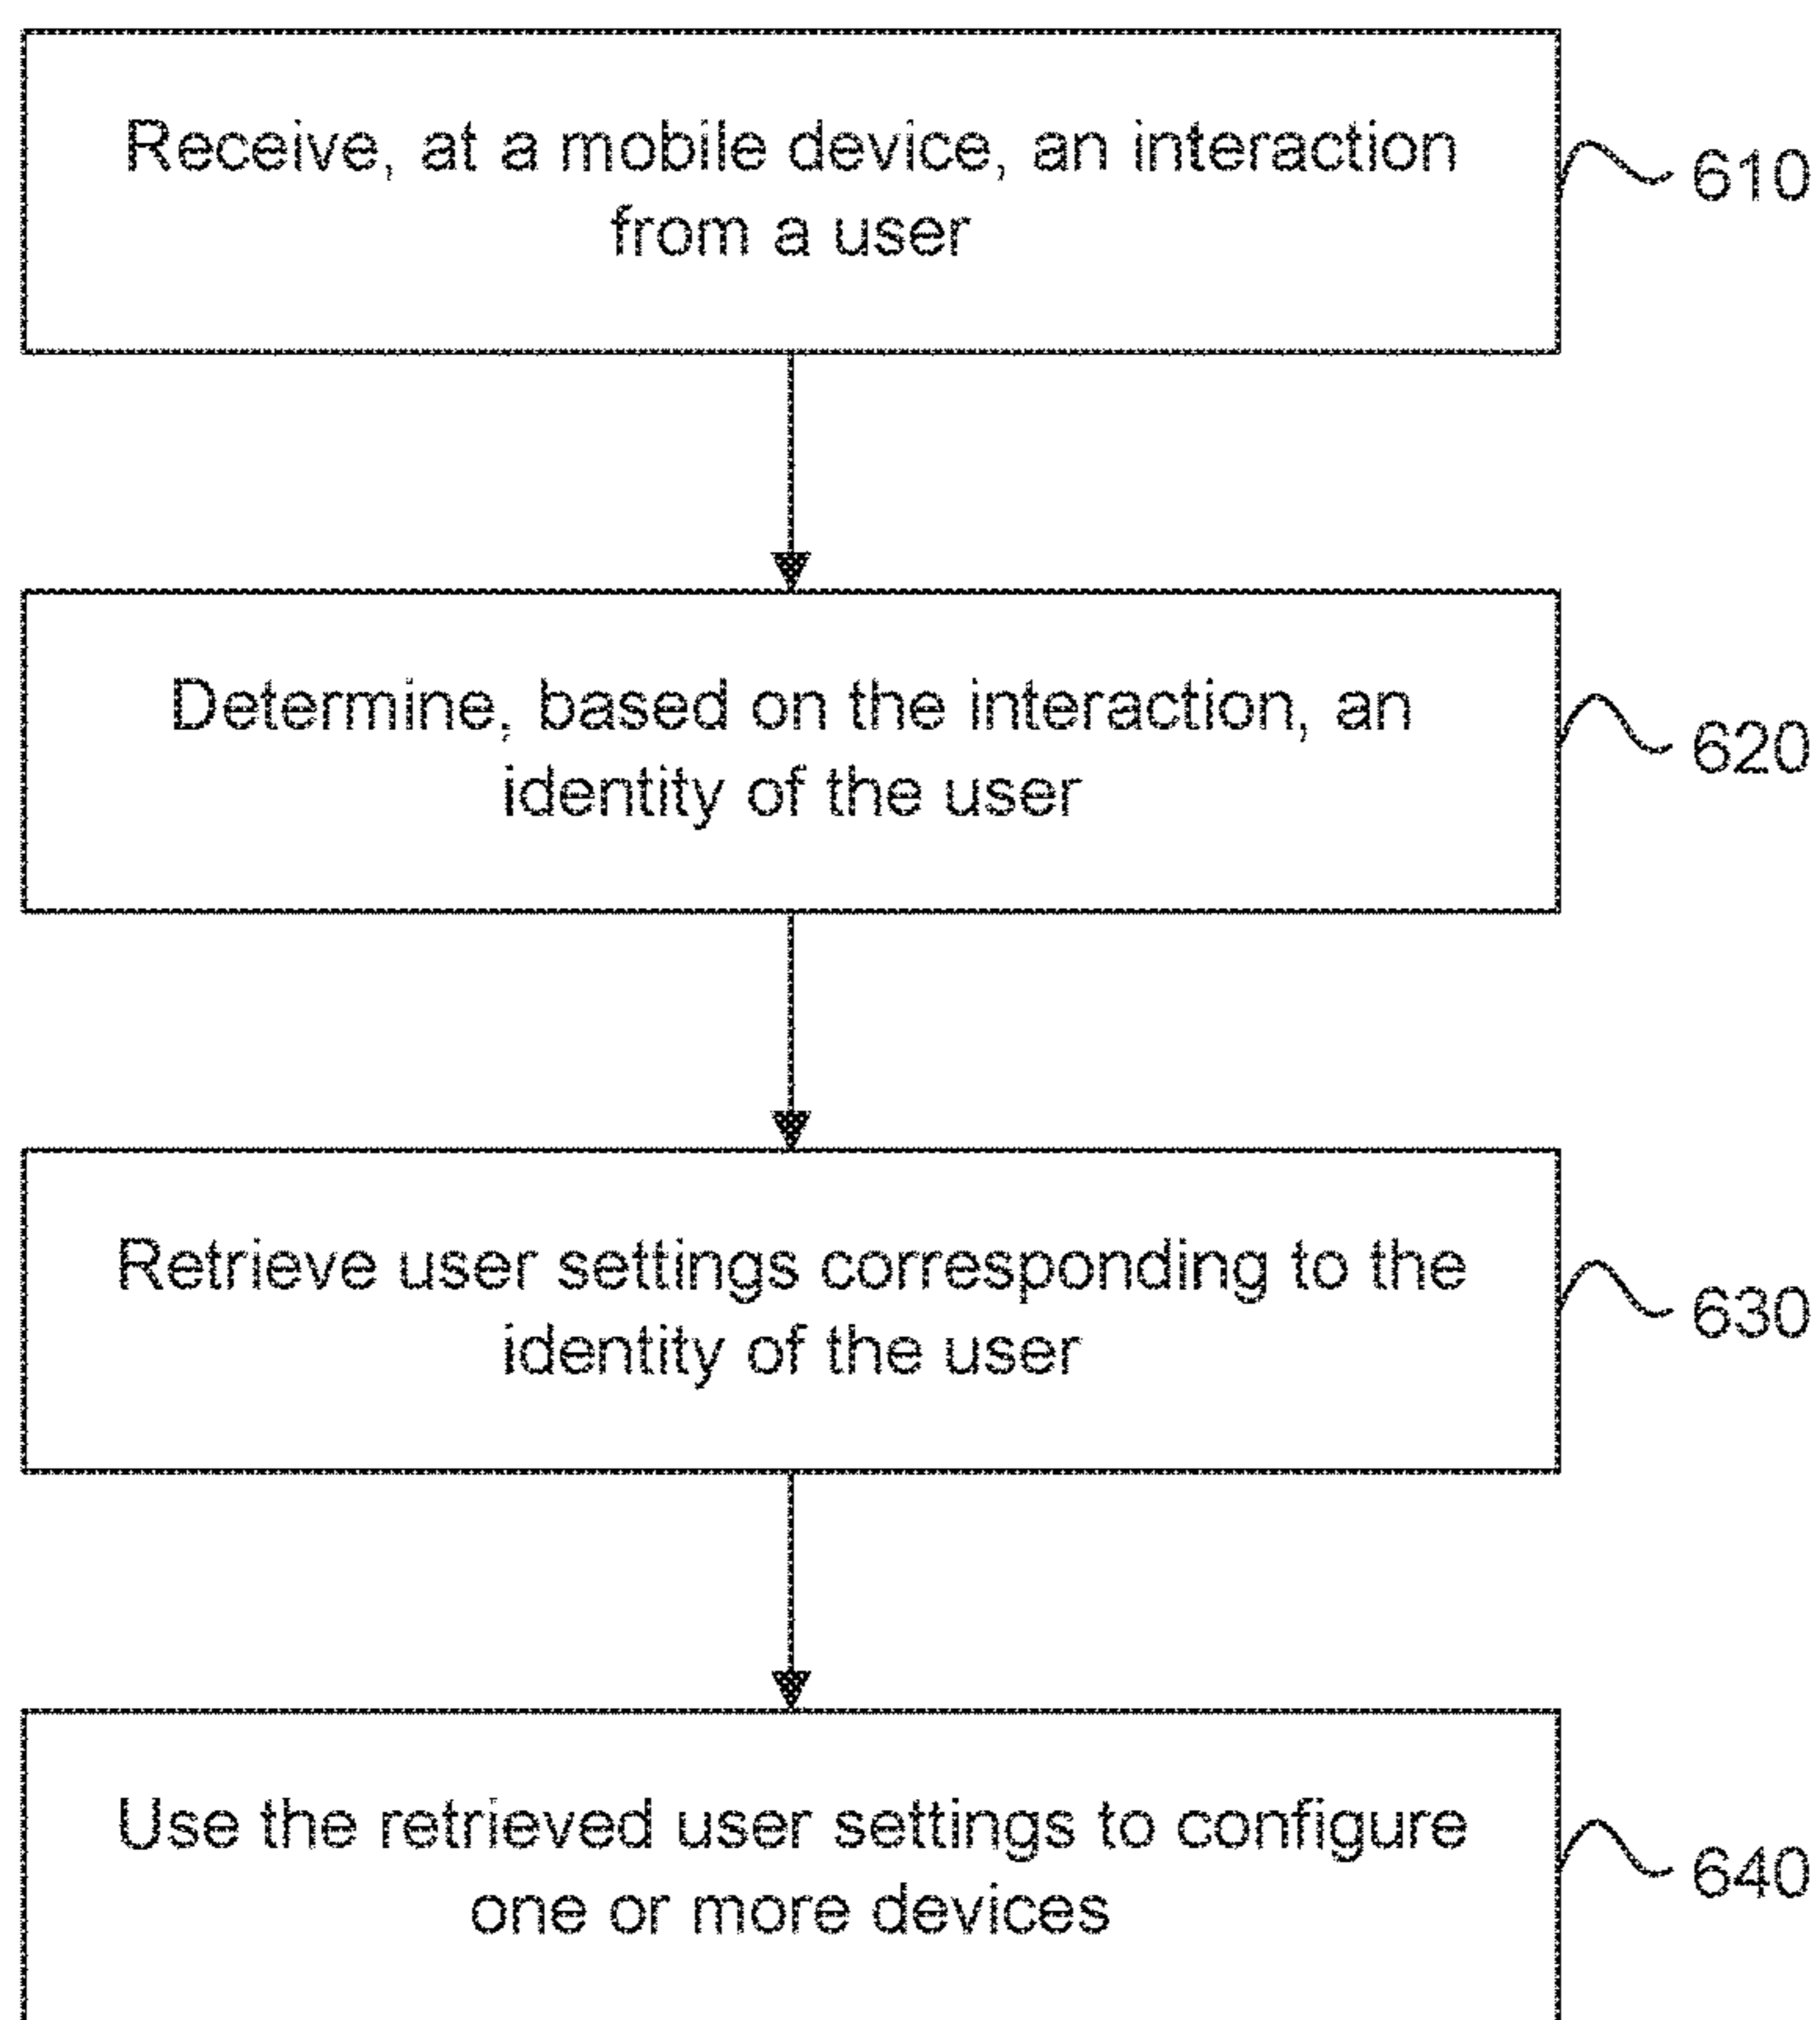 Receive, at a mobile device, an interaction
from a user
610
Determine, based on the interaction, an
identity of the user
620
Retrieve user settings corresponding to the
identity of the user
630
Use the retrieved user settings to configure
one or more devices
640